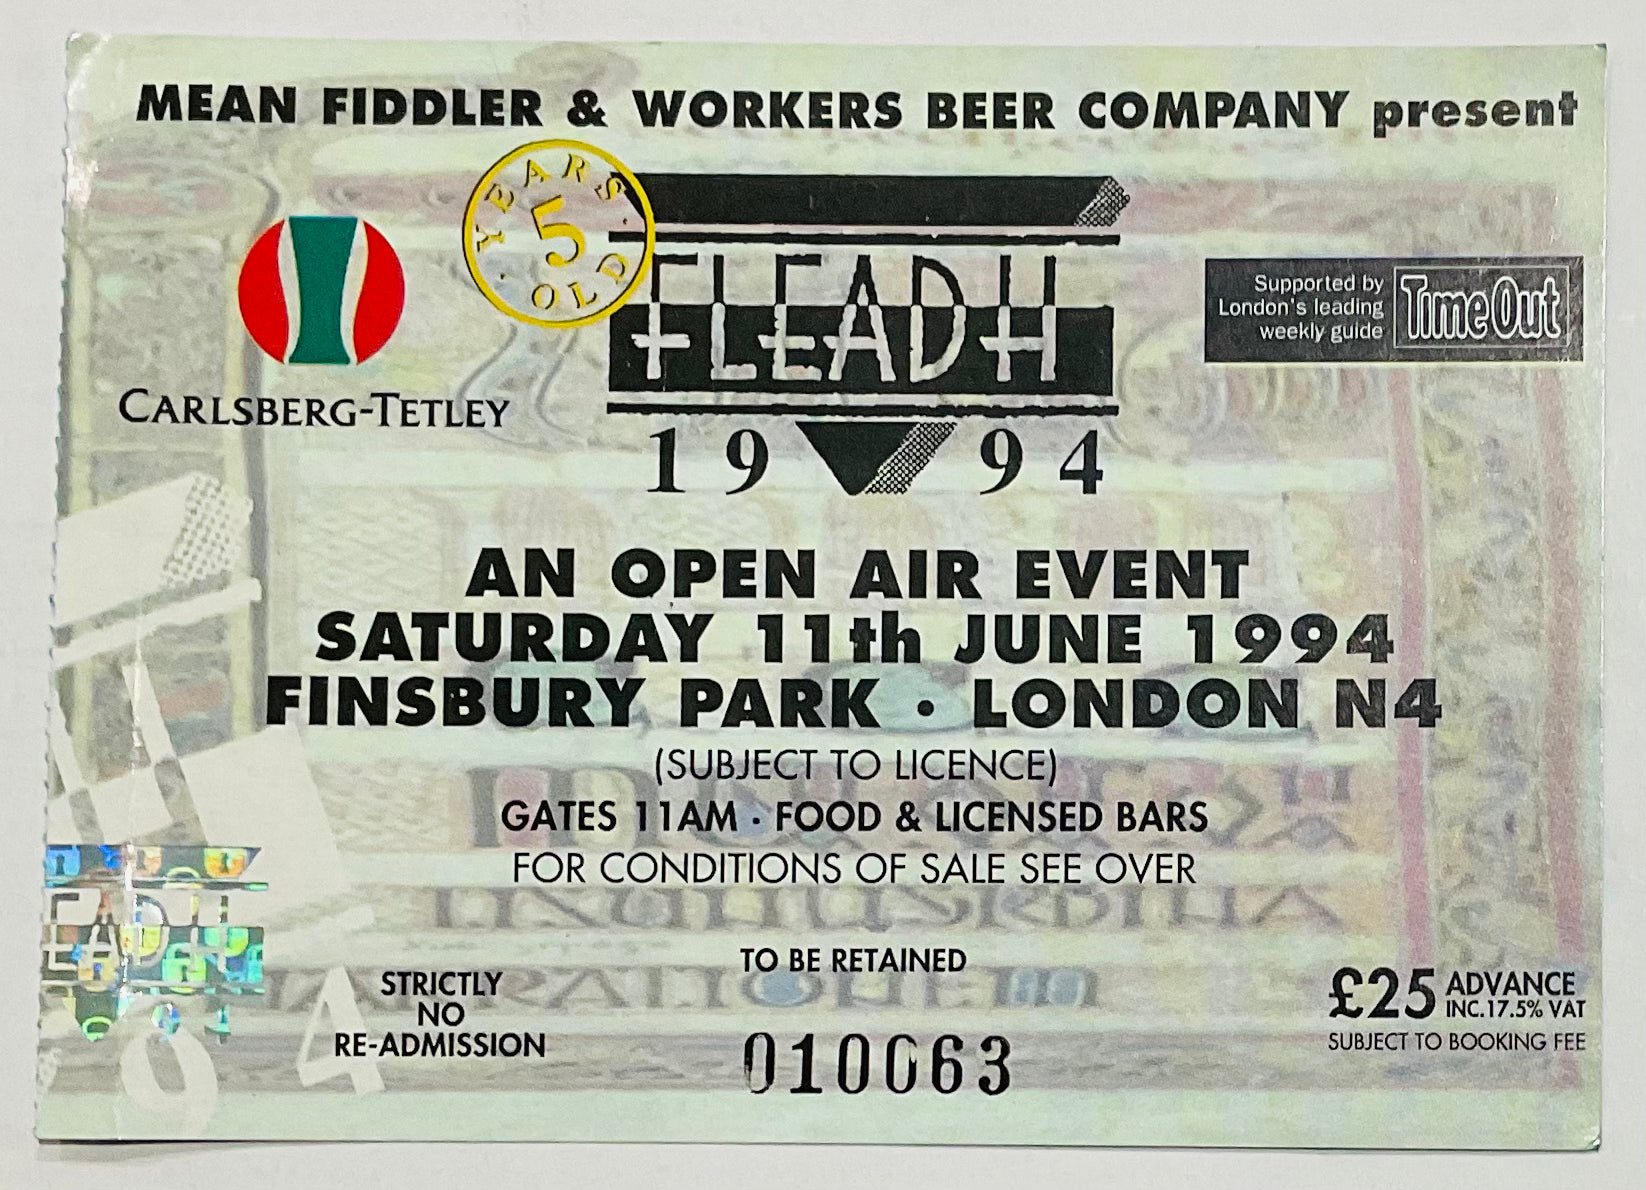 MEAN FIDDLER & WORKERS BEER COMPANY present
YEARS 5 OLD
FLEADH
1994
CARLSBERG-TETLEY
Supported by
London's leading
weekly guide
Time Out
AN OPEN AIR EVENT
SATURDAY 11th JUNE 1994
FINSBURY PARK · LONDON N4
(SUBJECT TO LICENCE)
GATES 11AM · FOOD & LICENSED BARS
FOR CONDITIONS OF SALE SEE OVER
EADH
94
STRICTLY
NO
RE-ADMISSION
TO BE RETAINED
010063
£25 ADVANCE
INC.17.5% VAT
SUBJECT TO BOOKING FEE